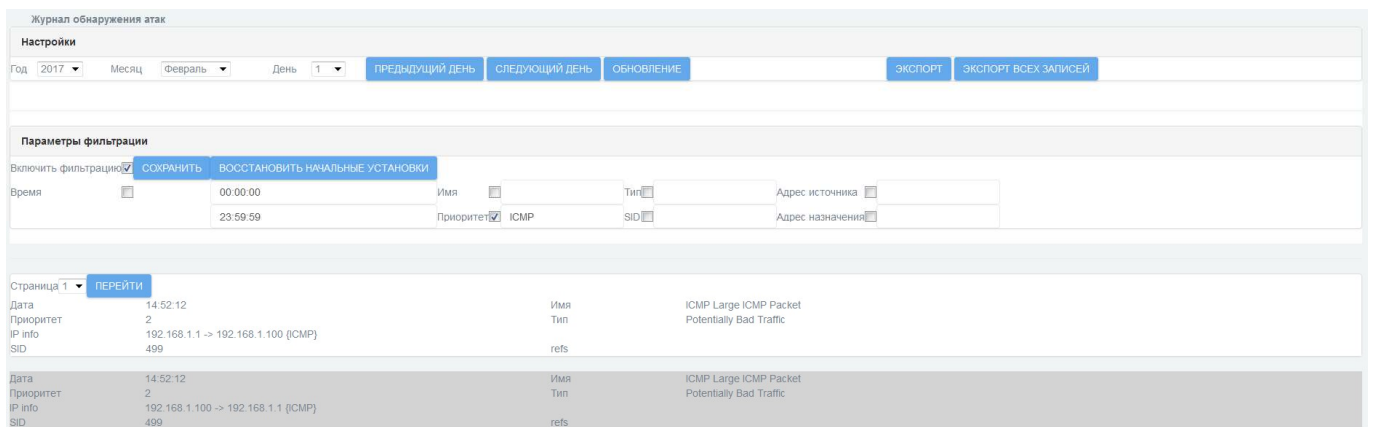 Журнал обнаружения атак
Настройки
Год 2017 Месяц Февраль День 1 ПРЕДЫДУЩИЙ ДЕНЬ СЛЕДУЮЩИЙ ДЕНЬ ОБНОВЛЕНИЕ ЭКСПОРТ ЭКСПОРТ ВСЕХ ЗАПИСЕЙ
Параметры фильтрации
Включить фильтрацию СОХРАНИТЬ ВОССТАНОВИТЬ НАЧАЛЬНЫЕ УСТАНОВКИ
Время 00:00:00 Имя Тип Адрес источника
23:59:59 Приоритет ICMP SID Адрес назначения
Страница 1 ПЕРЕЙТИ
Дата 14:52:12 Имя ICMP Large ICMP Packet
Приоритет 2 Тип Potentially Bad Traffic
IP info 192.168.1.1 -> 192.168.1.100 {ICMP}
SID 499 refs
Дата 14:52:12 Имя ICMP Large ICMP Packet
Приоритет 2 Тип Potentially Bad Traffic
IP info 192.168.1.100 -> 192.168.1.1 {ICMP}
SID 499 refs